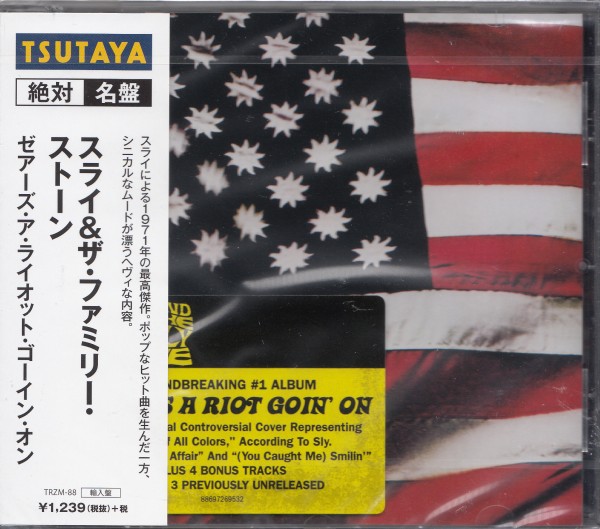 TSUTAYA
絶対 名盤
スライ&ザ・ファミリー・
ストーン
ゼアーズ・ア・ライオット・ゴーイン・オン
スライによる1971年の最高傑作。ポップなヒット曲を生んだ一方、
シニカルなムードが漂うヘヴィな内容。
TRZM-88 輸入盤
¥1,239(税抜)+税
NDBREAKING #1 ALBUM
S A RIOT GOIN' ON
al Controversial Cover Representing
f All Colors," According To Sly.
Affair" And "(You Caught Me) Smilin'"
LUS 4 BONUS TRACKS
3 PREVIOUSLY UNRELEASED
88697269532